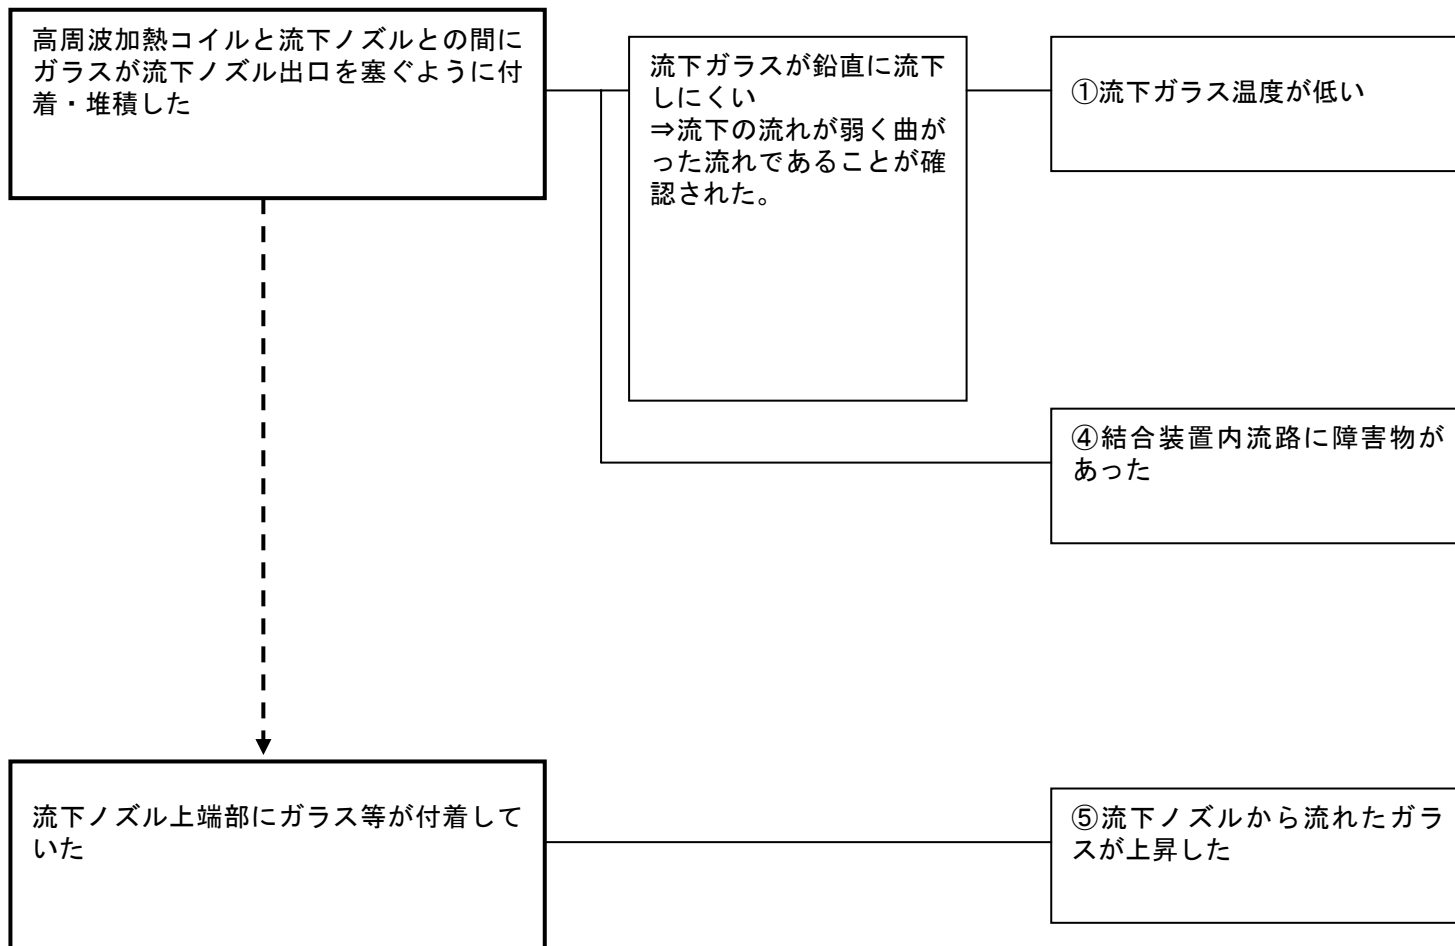 高周波加熱コイルと流下ノズルとの間に
ガラスが流下ノズル出口を塞ぐように付
着・堆積した
流下ガラスが鉛直に流下
しにくい
⇒流下の流れが弱く曲が
った流れであることが確
認された。
①流下ガラス温度が低い
④結合装置内流路に障害物が
あった
流下ノズル上端部にガラス等が付着して
いた
⑤流下ノズルから流れたガラ
スが上昇した